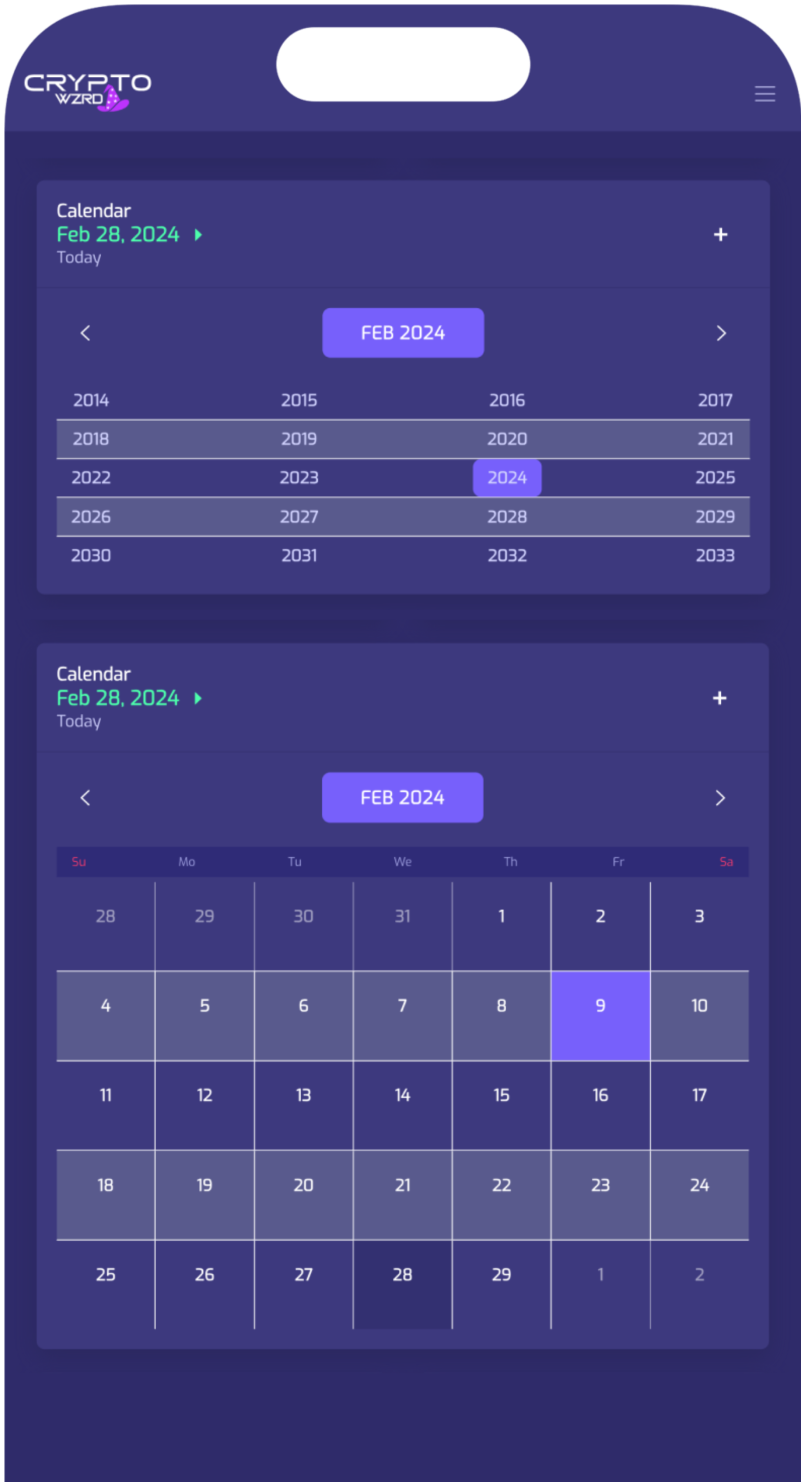 CRYPTO
WZRD
Calendar
Feb 28, 2024
Today
+
FEB 2024
2014 2015 2016 2017
2018 2019 2020 2021
2022 2023 2024 2025
2026 2027 2028 2029
2030 2031 2032 2033
Calendar
Feb 28, 2024
Today
+
FEB 2024
Su Mo Tu We Th Fr Sa
28 29 30 31 1 2 3
4 5 6 7 8 9 10
11 12 13 14 15 16 17
18 19 20 21 22 23 24
25 26 27 28 29 1 2